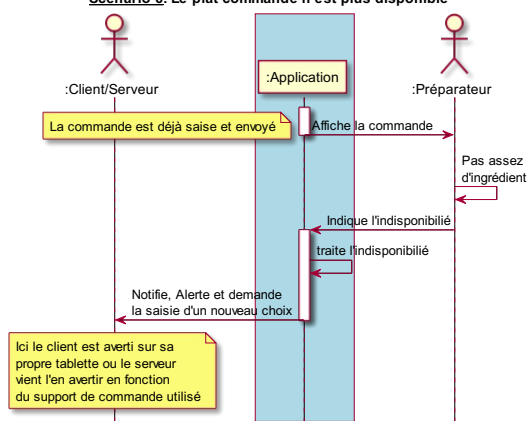 Le plat commandé n'est plus disponible
:Client/Serveur
:Application
:Préparateur
La commande est déjà saise et envoyé
Affiche la commande
Pas assez
d'ingrédient
Indique l'indisponibilié
traite l'indisponibilié
Notifie, Alerte et demande
la saisie d'un nouveau choix
Ici le client est averti sur sa
propre tablette ou le serveur
vient l'en avertir en fonction
du support de commande utilisé